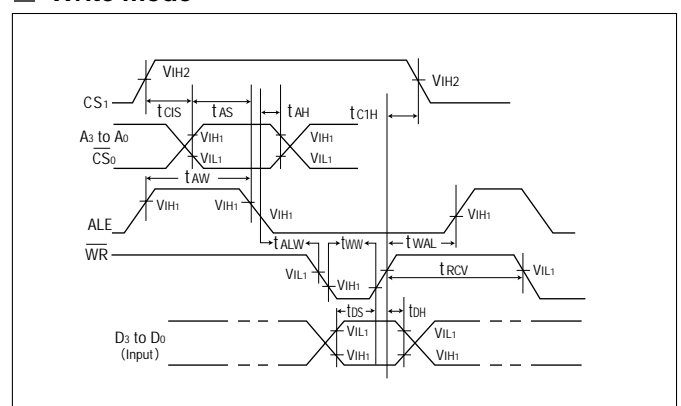 VIH2
VIH2
CS1
tCIS
tAS
tAH
tC1H
A3 to A0
VIH1
VIH1
CS0
VIL1
VIL1
tAW
VIH1
VIH1
VIH1
VIH1
ALE
tALW
tWW
tWAL
WR
VIL1
VIH1
tRCV
VIL1
tDS
tDH
D3 to D0
VIL1
VIL1
(Input)
VIH1
VIH1